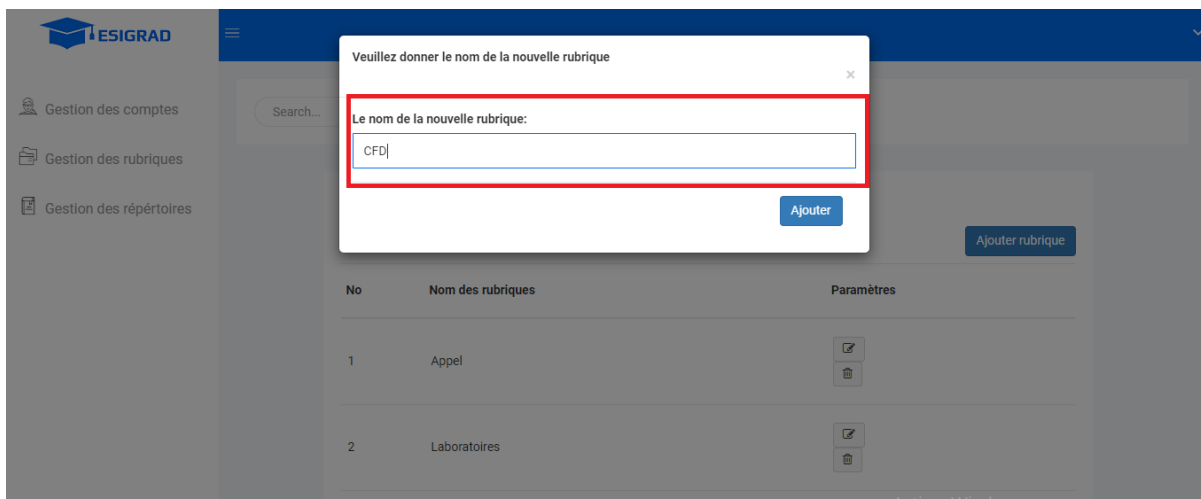 ESIGRAD
Veuillez donner le nom de la nouvelle rubrique
×
Gestion des comptes
Search...
Le nom de la nouvelle rubrique:
CFD
Gestion des rubriques
Gestion des répértoires
Ajouter
Ajouter rubrique
No Nom des rubriques Paramètres
1 Appel
2 Laboratoires